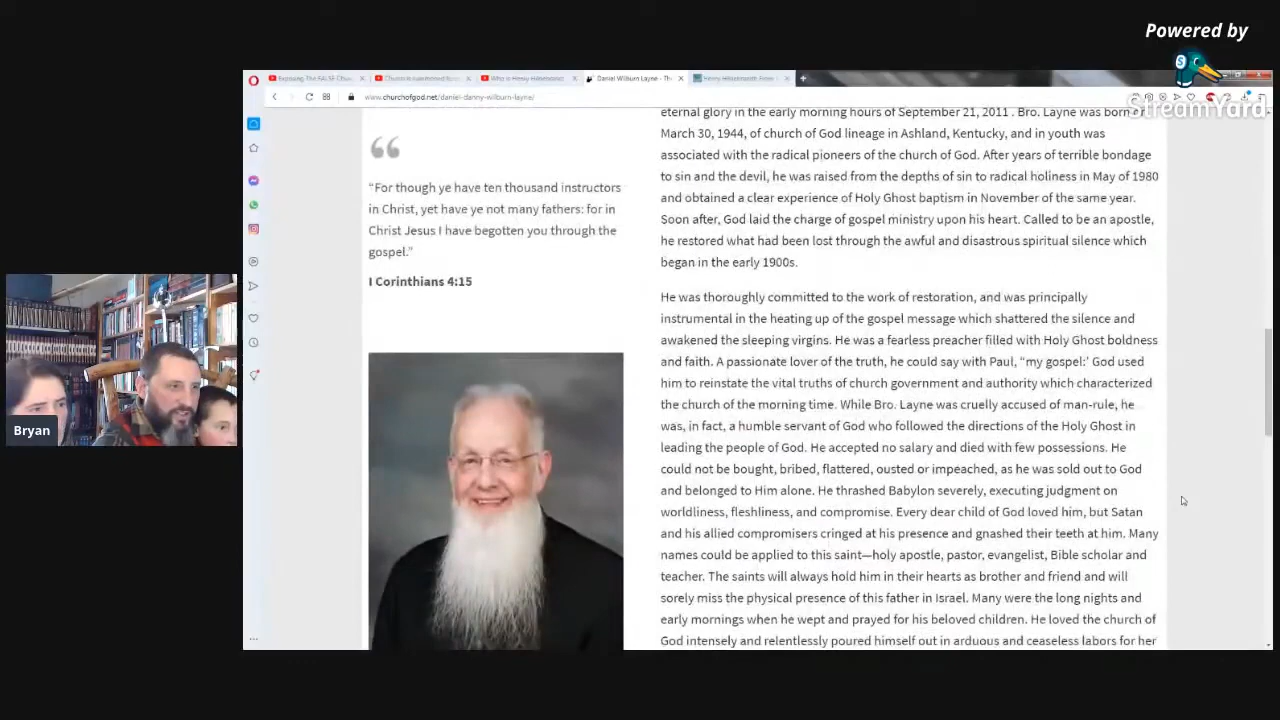 Powered by
StreamYard
Exposing The FALSE Chur
Who is Henry Hildebrandt
Daniel Wilburn Layne - Th
www.churchofgod.net/daniel-danny-wilburn-layne/
“For though ye have ten thousand instructors
in Christ, yet have ye not many fathers: for in
Christ Jesus I have begotten you through the
gospel.”
I Corinthians 4:15
eternal glory in the early morning hours of September 21, 2011 . Bro. Layne was born
March 30, 1944, of church of God lineage in Ashland, Kentucky, and in youth was
associated with the radical pioneers of the church of God. After years of terrible bondage
to sin and the devil, he was raised from the depths of sin to radical holiness in May of 1980
and obtained a clear experience of Holy Ghost baptism in November of the same year.
Soon after, God laid the charge of gospel ministry upon his heart. Called to be an apostle,
he restored what had been lost through the awful and disastrous spiritual silence which
began in the early 1900s.
He was thoroughly committed to the work of restoration, and was principally
instrumental in the heating up of the gospel message which shattered the silence and
awakened the sleeping virgins. He was a fearless preacher filled with Holy Ghost boldness
and faith. A passionate lover of the truth, he could say with Paul, “my gospel:’ God used
him to reinstate the vital truths of church government and authority which characterized
the church of the morning time. While Bro. Layne was cruelly accused of man-rule, he
was, in fact, a humble servant of God who followed the directions of the Holy Ghost in
leading the people of God. He accepted no salary and died with few possessions. He
could not be bought, bribed, flattered, ousted or impeached, as he was sold out to God
and belonged to Him alone. He thrashed Babylon severely, executing judgment on
worldliness, fleshliness, and compromise. Every dear child of God loved him, but Satan
and his allied compromisers cringed at his presence and gnashed their teeth at him. Many
names could be applied to this saint—holy apostle, pastor, evangelist, Bible scholar and
teacher. The saints will always hold him in their hearts as brother and friend and will
sorely miss the physical presence of this father in Israel. Many were the long nights and
early mornings when he wept and prayed for his beloved children. He loved the church of
God intensely and relentlessly poured himself out in arduous and ceaseless labors for her
Bryan